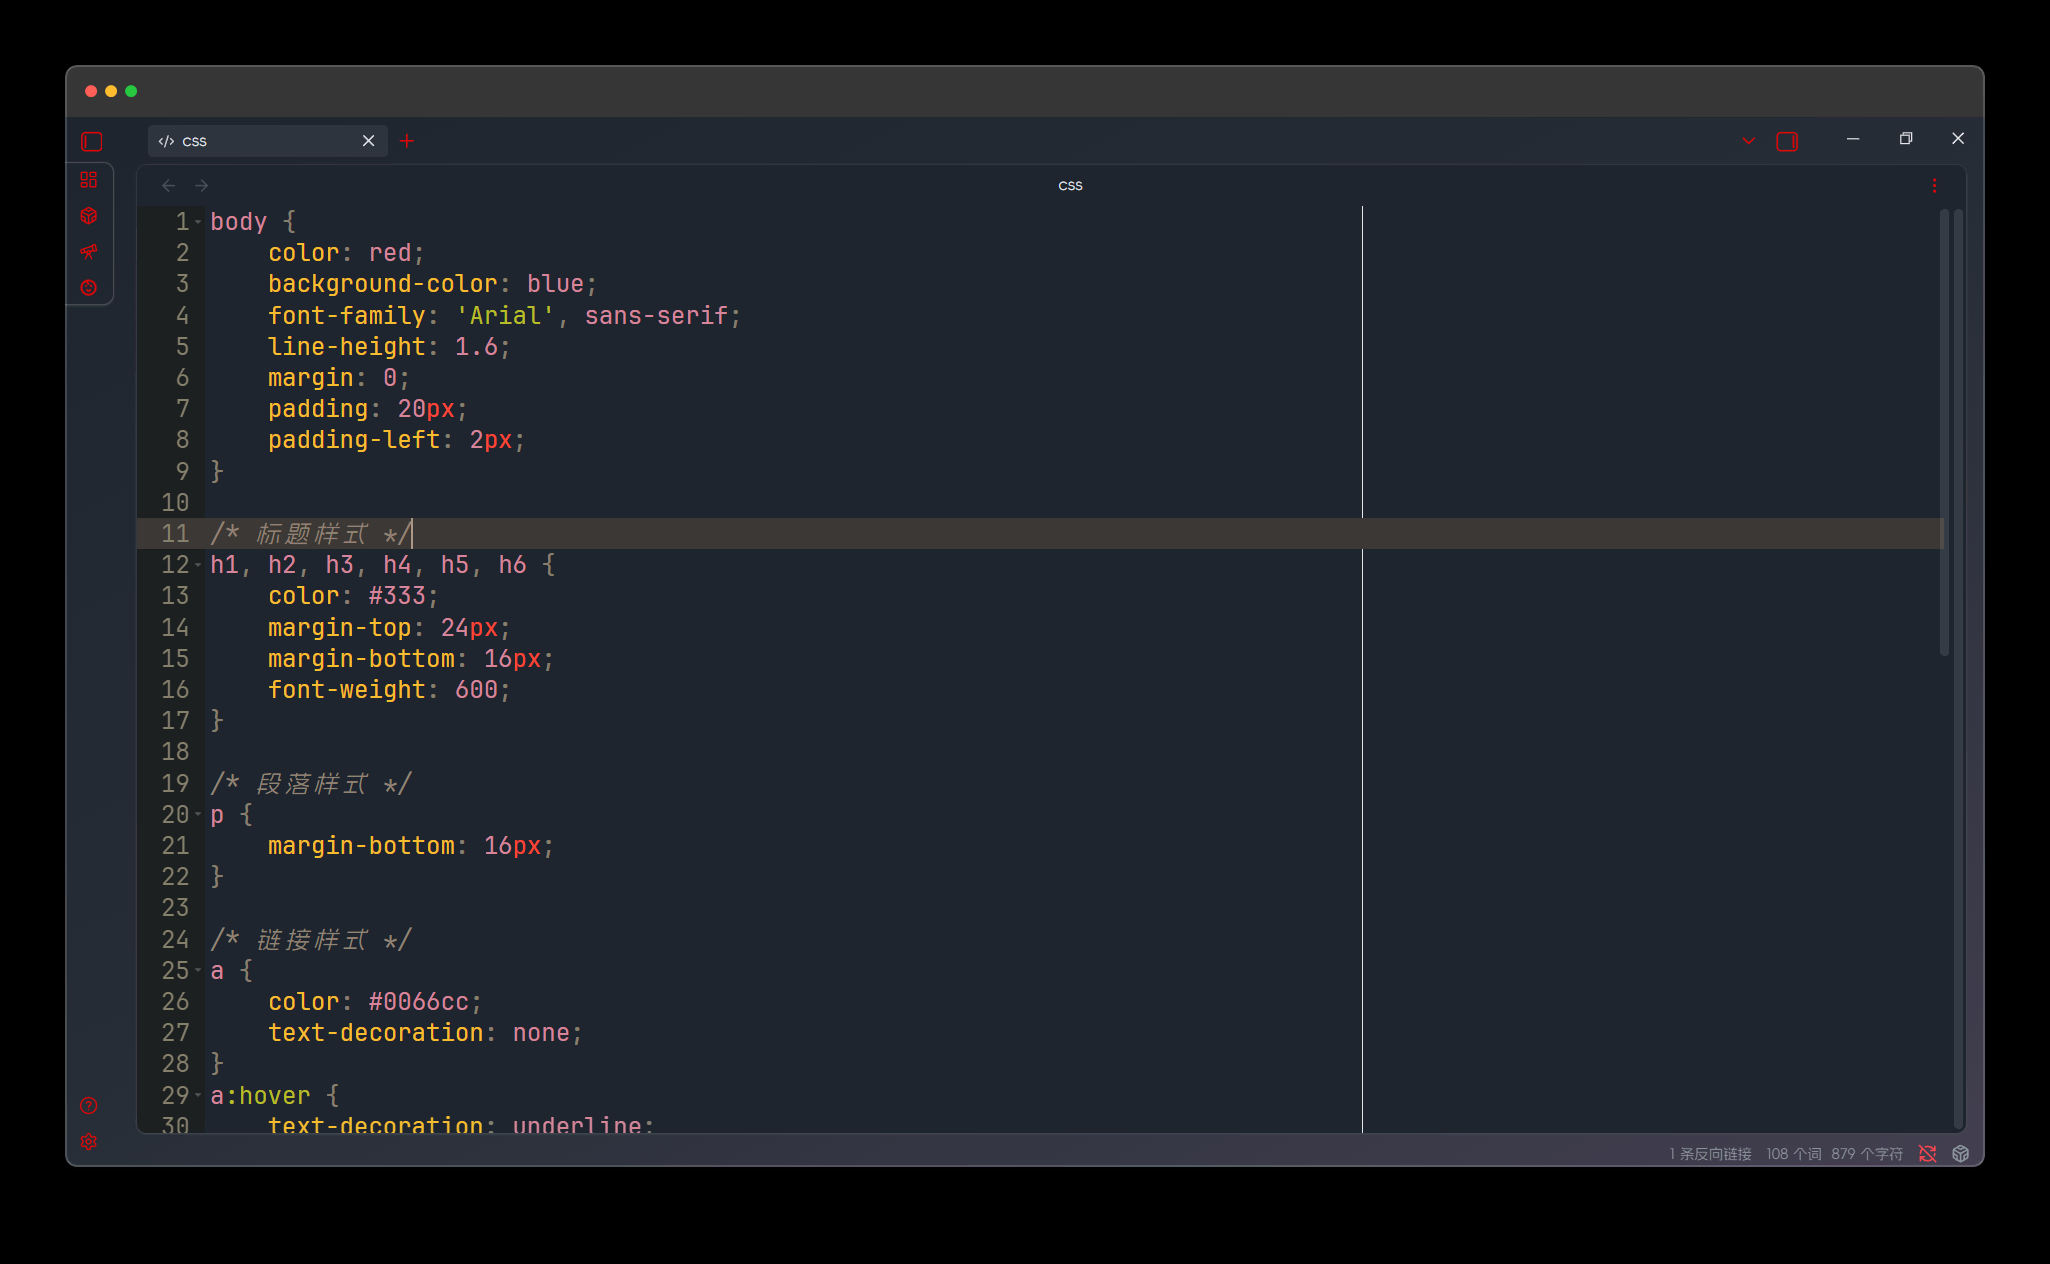 css
css
1 body {
2     color: red;
3     background-color: blue;
4     font-family: 'Arial', sans-serif;
5     line-height: 1.6;
6     margin: 0;
7     padding: 20px;
8     padding-left: 2px;
9 }
10
11 /* 标题样式 */
12 h1, h2, h3, h4, h5, h6 {
13     color: #333;
14     margin-top: 24px;
15     margin-bottom: 16px;
16     font-weight: 600;
17 }
18
19 /* 段落样式 */
20 p {
21     margin-bottom: 16px;
22 }
23
24 /* 链接样式 */
25 a {
26     color: #0066cc;
27     text-decoration: none;
28 }
29 a:hover {
30     text-decoration: underline;
1 条反向链接 108 个词 879 个字符